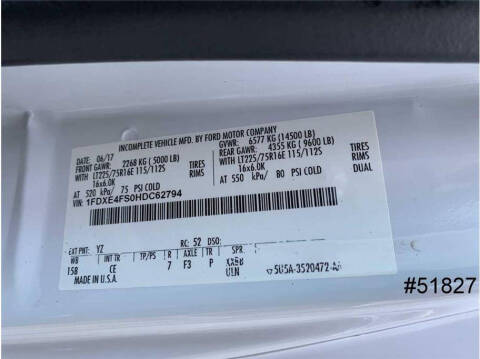 INCOMPLETE VEHICLE MFD. BY FORD MOTOR COMPANY
DATE: 06/17 GVWR: 6577 KG (14500 LB)
FRONT GAWR: 2268 KG (5000 LB) REAR GAWR: 4355 KG (9600 LB)
WITH LT225/75R16E 115/112S TIRES WITH LT225/75R16E 115/112S TIRES
16x6.0K RIMS 16x6.0K RIMS
AT 520 kPa/ 75 PSI COLD AT 550 kPa/ 80 PSI COLD DUAL
VIN: 1FDXE4FS0HDC62794
EXT PNT: YZ RC: 52 DSO:
WB INT TR TP/PS R AXLE TR SPR
158 CE 7 F3 P
MADE IN U.S.A. ULN
#51827